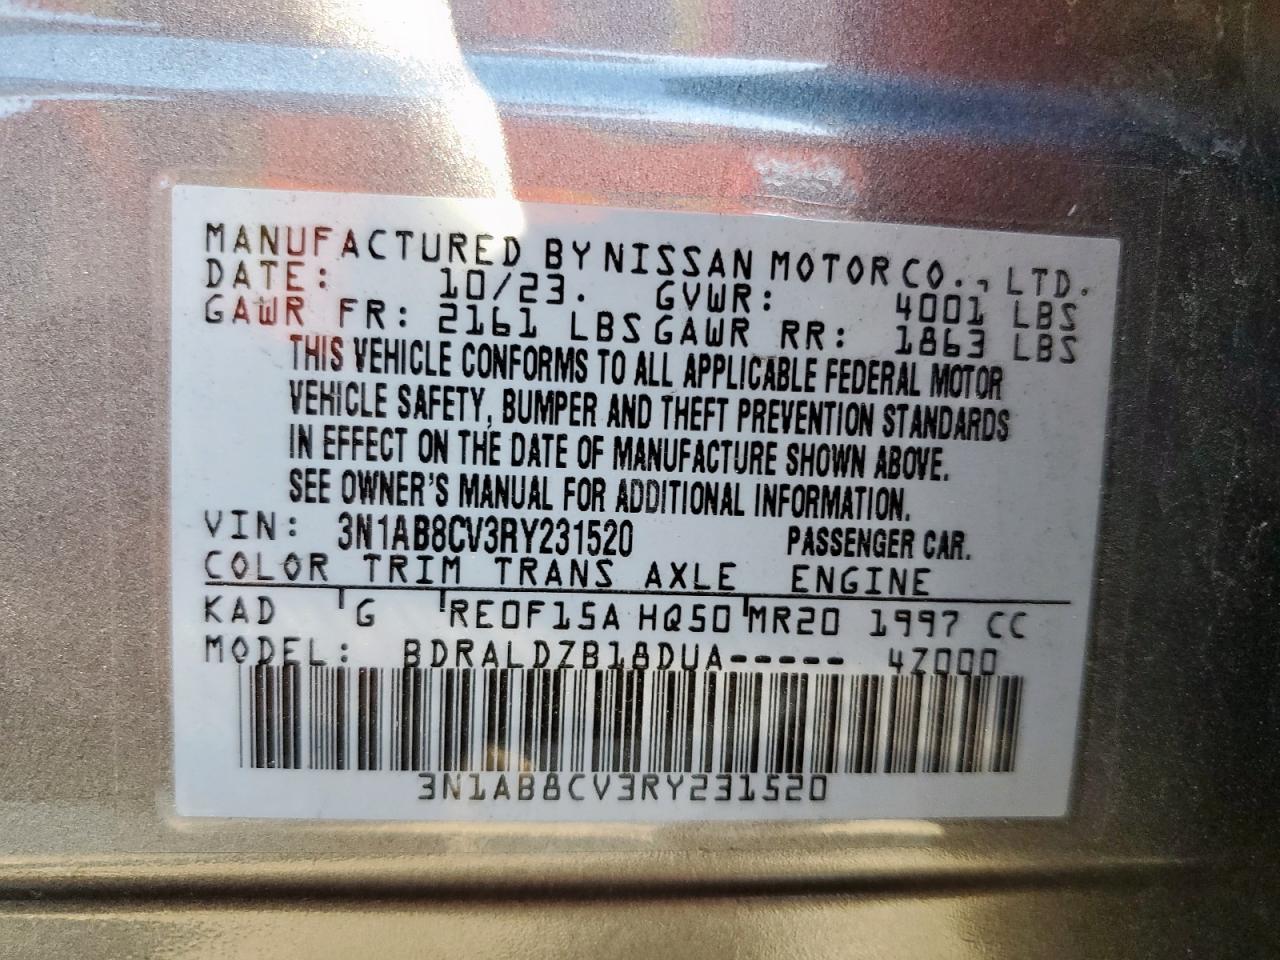 MANUFACTURED BY NISSAN MOTOR CO., LTD.
DATE: 10/23. GVWR: 4001 LBS
GAWR FR: 2161 LBS GAWR RR: 1863 LBS
THIS VEHICLE CONFORMS TO ALL APPLICABLE FEDERAL MOTOR
VEHICLE SAFETY, BUMPER AND THEFT PREVENTION STANDARDS
IN EFFECT ON THE DATE OF MANUFACTURE SHOWN ABOVE.
SEE OWNER'S MANUAL FOR ADDITIONAL INFORMATION.
VIN: 3N1AB8CV3RY231520 PASSENGER CAR.
COLOR TRIM TRANS AXLE ENGINE
KAD G RE0F15A HQ50 MR20 1997 CC
MODEL: BDRALDZB18DUA----- 4Z000
3N1AB8CV3RY231520